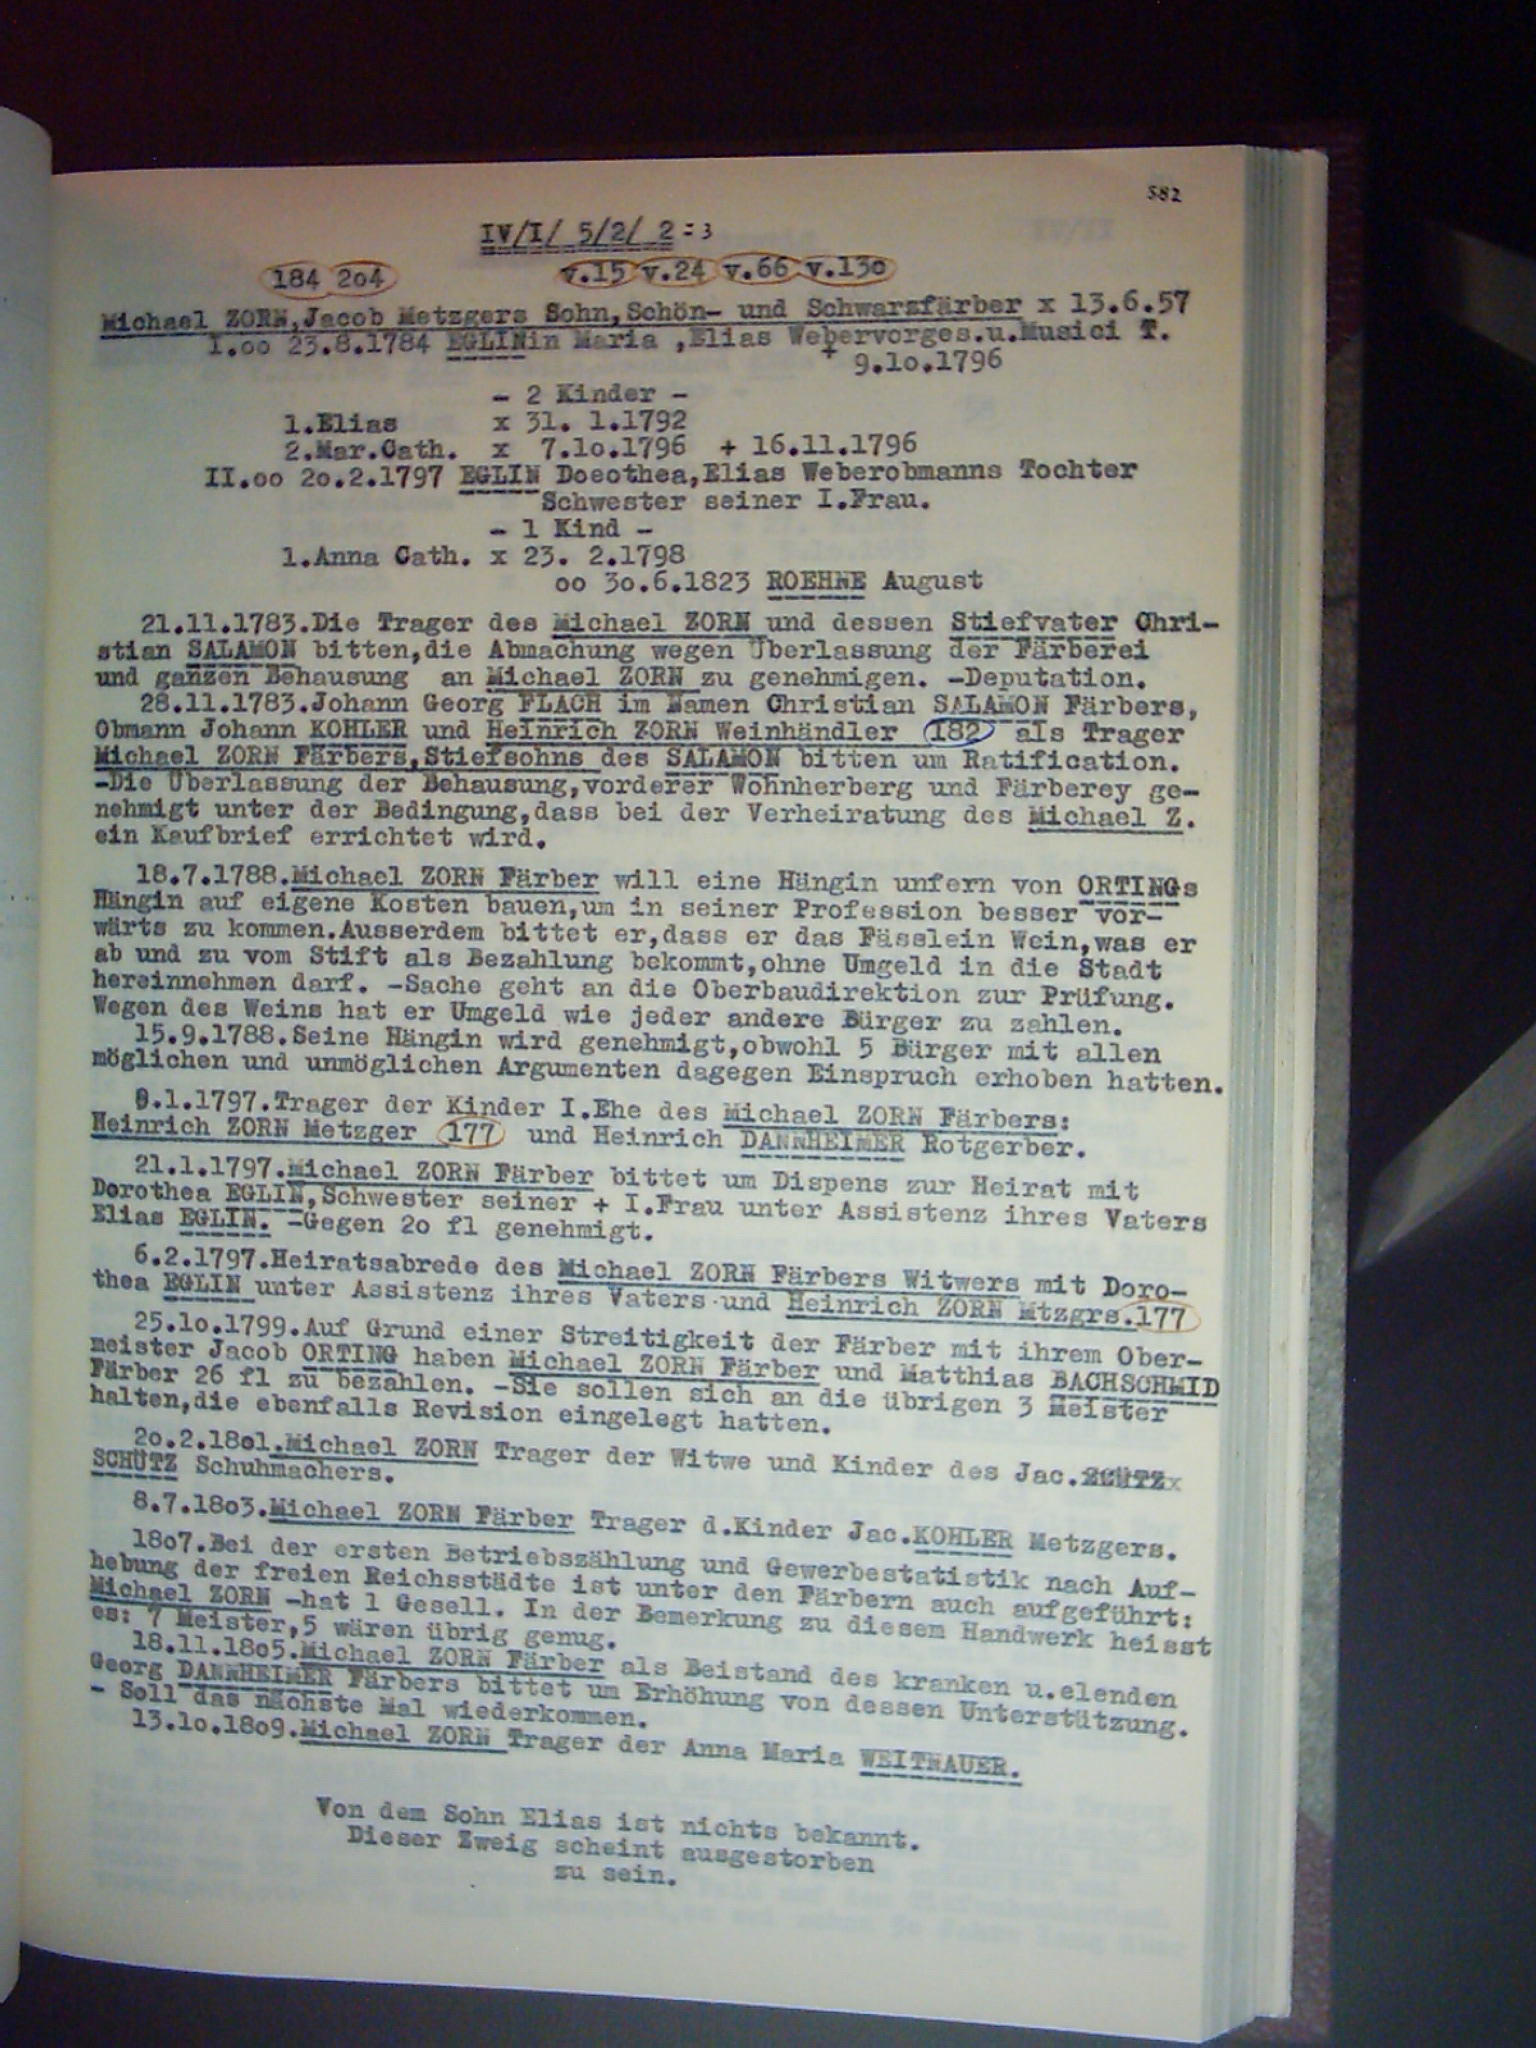 582
IV/I/ 5/2/ 2 = 3
184 2o4 v.15 v.24 v.66 v.13o
Michael ZORN,Jacob Metzgers Sohn,Schön- und Schwarzfärber x 13.6.57
I.oo 23.8.1784 EGLINin Maria ,Elias Webervorges.u.Musici T.
+ 9.1o.1796
- 2 Kinder -
1.Elias x 31. 1.1792
2.Mar.Cath. x 7.1o.1796 + 16.11.1796
II.oo 2o.2.1797 EGLIN Doeothea,Elias Weberobmanns Tochter
Schwester seiner I.Frau.
- 1 Kind -
1.Anna Cath. x 23. 2.1798
oo 3o.6.1823 ROEHNE August
21.11.1783.Die Trager des Michael ZORN und dessen Stiefvater Chri-
stian SALAMON bitten,die Abmachung wegen Überlassung der Färberei
und ganzen Behausung an Michael ZORN zu genehmigen. -Deputation.
28.11.1783.Johann Georg FLACH im Namen Christian SALAMON Färbers,
Obmann Johann KOHLER und Heinrich ZORN Weinhändler 182 als Trager
Michael ZORN Färbers,Stiefsohns des SALAMON bitten um Ratification.
-Die Überlassung der Behausung,vorderer Wohnherberg und Färberey ge-
nehmigt unter der Bedingung,dass bei der Verheiratung des Michael Z.
ein Kaufbrief errichtet wird.
18.7.1788.Michael ZORN Färber will eine Hängin unfern von ORTINGs
Hängin auf eigene Kosten bauen,um in seiner Profession besser vor-
wärts zu kommen.Ausserdem bittet er,dass er das Fässlein Wein,was er
ab und zu vom Stift als Bezahlung bekommt,ohne Umgeld in die Stadt
hereinnehmen darf. -Sache geht an die Oberbaudirektion zur Prüfung.
Wegen des Weins hat er Umgeld wie jeder andere Bürger zu zahlen.
15.9.1788.Seine Hängin wird genehmigt,obwohl 5 Bürger mit allen
möglichen und unmöglichen Argumenten dagegen Einspruch erhoben hatten.
9.1.1797.Trager der Kinder I.Ehe des Michael ZORN Färbers:
Heinrich ZORN Metzger 177 und Heinrich DANNHEIMER Rotgerber.
21.1.1797.Michael ZORN Färber bittet um Dispens zur Heirat mit
Dorothea EGLIN,Schwester seiner + I.Frau unter Assistenz ihres Vaters
Elias EGLIN. -Gegen 2o fl genehmigt.
6.2.1797.Heiratsabrede des Michael ZORN Färbers Witwers mit Doro-
thea EGLIN unter Assistenz ihres Vaters und Heinrich ZORN Mtzgrs.177
25.1o.1799.Auf Grund einer Streitigkeit der Färber mit ihrem Ober-
meister Jacob ORTING haben Michael ZORN Färber und Matthias BACHSCHMID
Färber 26 fl zu bezahlen. -Sie sollen sich an die übrigen 3 Meister
halten,die ebenfalls Revision eingelegt hatten.
2o.2.18o1.Michael ZORN Trager der Witwe und Kinder des Jac.
SCHÜTZ Schuhmachers.
8.7.18o3.Michael ZORN Färber Trager d.Kinder Jac.KOHLER Metzgers.
18o7.Bei der ersten Betriebszählung und Gewerbestatistik nach Auf-
hebung der freien Reichsstädte ist unter den Färbern auch aufgeführt:
Michael ZORN -hat 1 Gesell. In der Bemerkung zu diesem Handwerk heisst
es: 7 Meister,5 wären übrig genug.
18.11.18o5.Michael ZORN Färber als Beistand des kranken u.elenden
Georg DANNHEIMER Färbers bittet um Erhöhung von dessen Unterstützung.
- Soll das nächste Mal wiederkommen.
13.1o.18o9.Michael ZORN Trager der Anna Maria WEITNAUER.
Von dem Sohn Elias ist nichts bekannt.
Dieser Zweig scheint ausgestorben
zu sein.